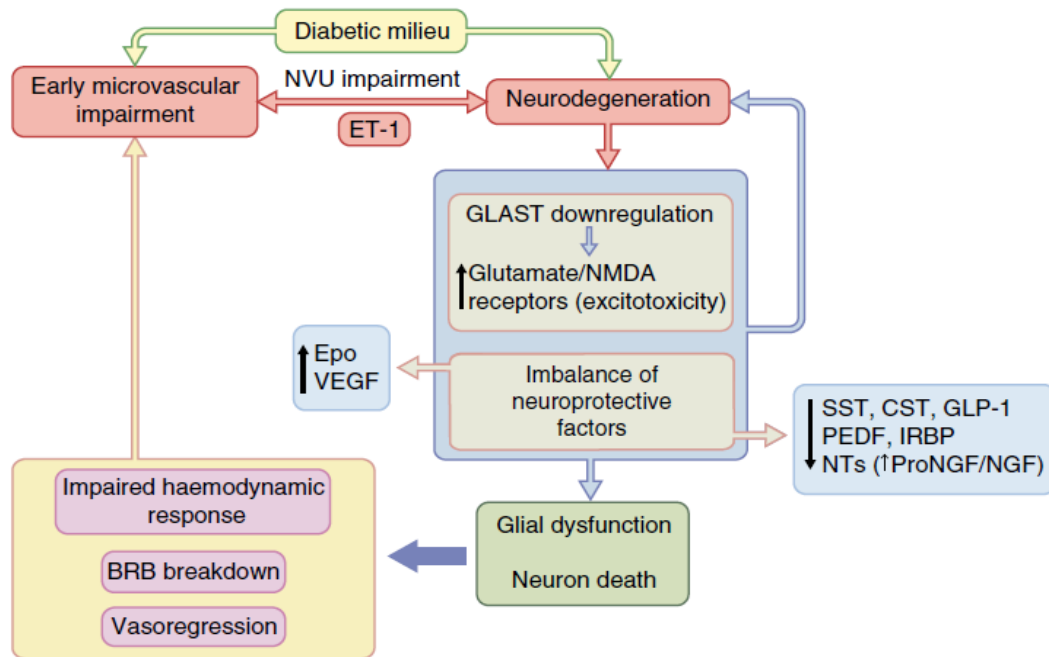 Diabetic milieu
Early microvascular
impairment
NVU impairment
ET-1
Neurodegeneration
GLAST downregulation
Glutamate/NMDA
receptors (excitotoxicity)
Epo
VEGF
Imbalance of
neuroprotective
factors
SST, CST, GLP-1
PEDF, IRBP
NTs (↑ProNGF/NGF)
Impaired haemodynamic
response
BRB breakdown
Vasoregression
Glial dysfunction
Neuron death